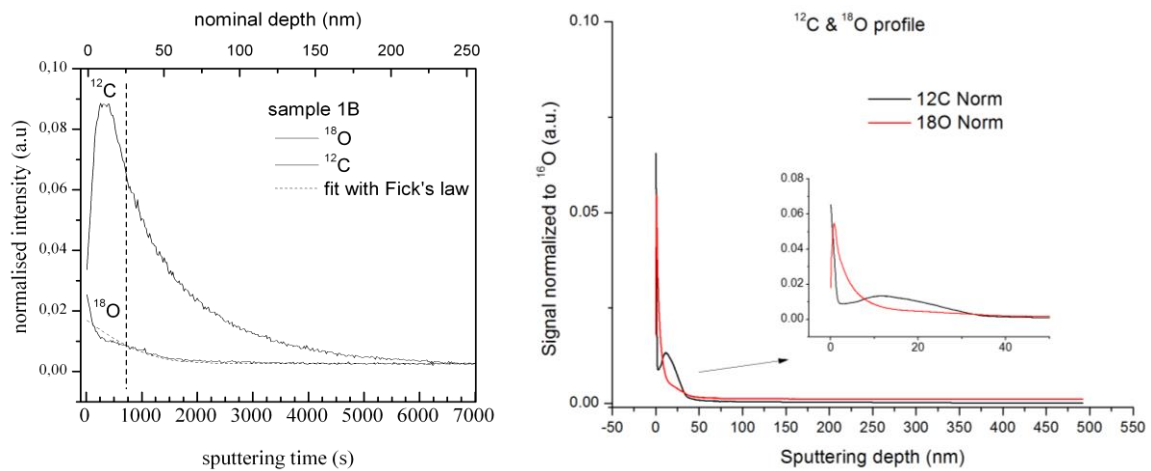 nominal depth (nm)
0 50 100 150 200 250
0,10
0,08
0,06
0,04
0,02
0,00
normalised intensity (a.u)
¹²C
¹⁸O
sample 1B
¹⁸O
¹²C
fit with Fick's law
0 1000 2000 3000 4000 5000 6000 7000
sputtering time (s)
¹²C & ¹⁸O profile
0.10
0.05
0.00
Signal normalized to ¹⁶O (a.u.)
12C Norm
18O Norm
0.08
0.06
0.04
0.02
0.00
0 20 40
-50 0 50 100 150 200 250 300 350 400 450 500 550
Sputtering depth (nm)